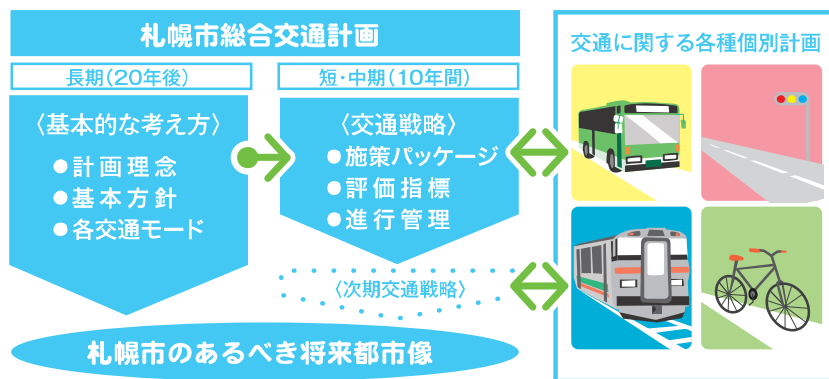 札幌市総合交通計画
長期(20年後)
〈基本的な考え方〉
●計画理念
●基本方針
●各交通モード
短・中期(10年間)
〈交通戦略〉
●施策パッケージ
●評価指標
●進行管理
〈次期交通戦略〉
札幌市のあるべき将来都市像
交通に関する各種個別計画